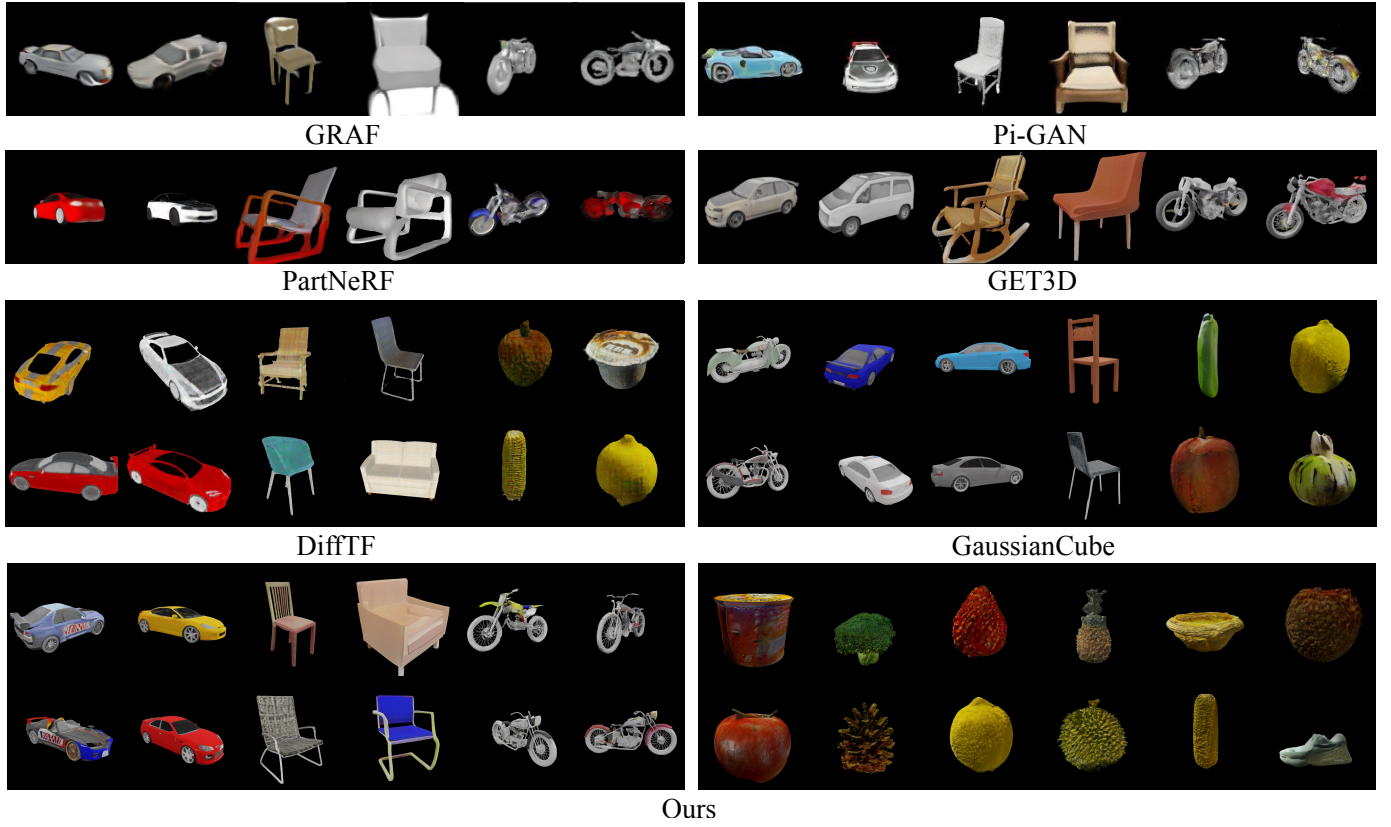 GRAF
Pi-GAN
PartNeRF
GET3D
DiffTF
GaussianCube
Ours